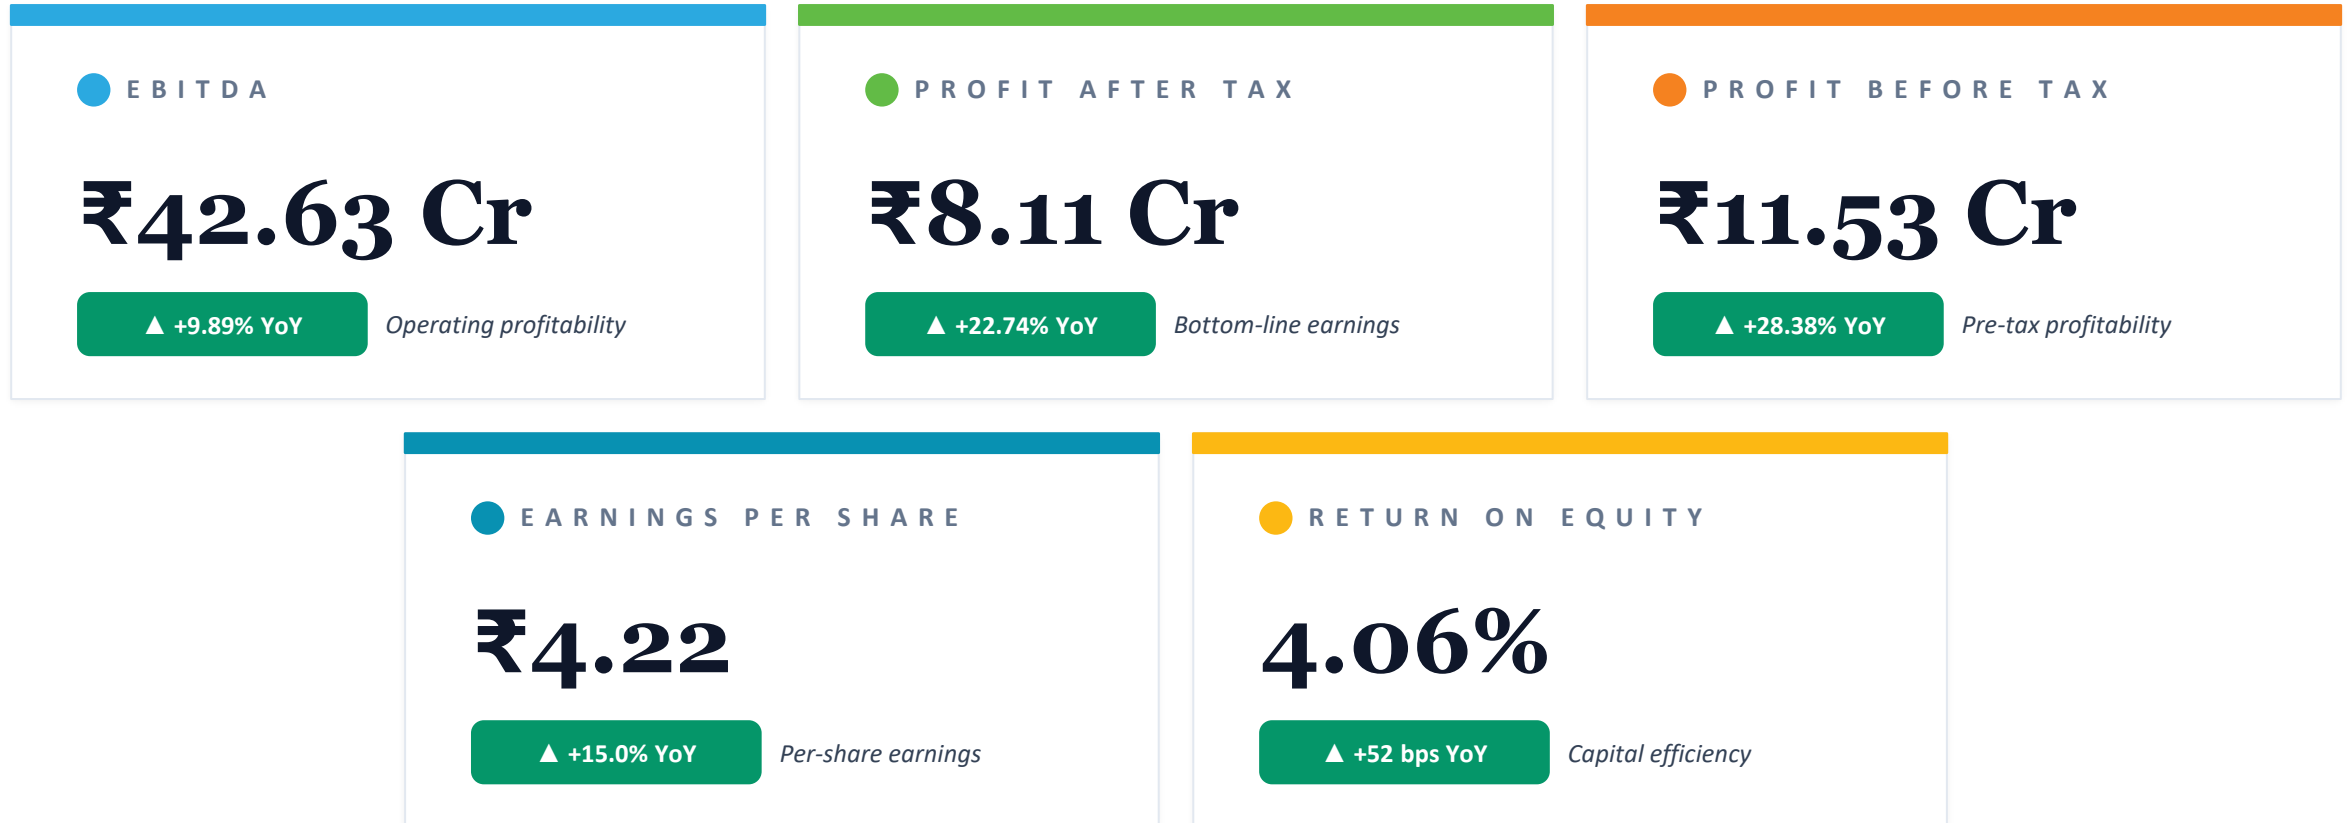 EBITDA
₹42.63 Cr
▲ +9.89% YoY Operating profitability
PROFIT AFTER TAX
₹8.11 Cr
▲ +22.74% YoY Bottom-line earnings
PROFIT BEFORE TAX
₹11.53 Cr
▲ +28.38% YoY Pre-tax profitability
EARNINGS PER SHARE
₹4.22
▲ +15.0% YoY Per-share earnings
RETURN ON EQUITY
4.06%
▲ +52 bps YoY Capital efficiency